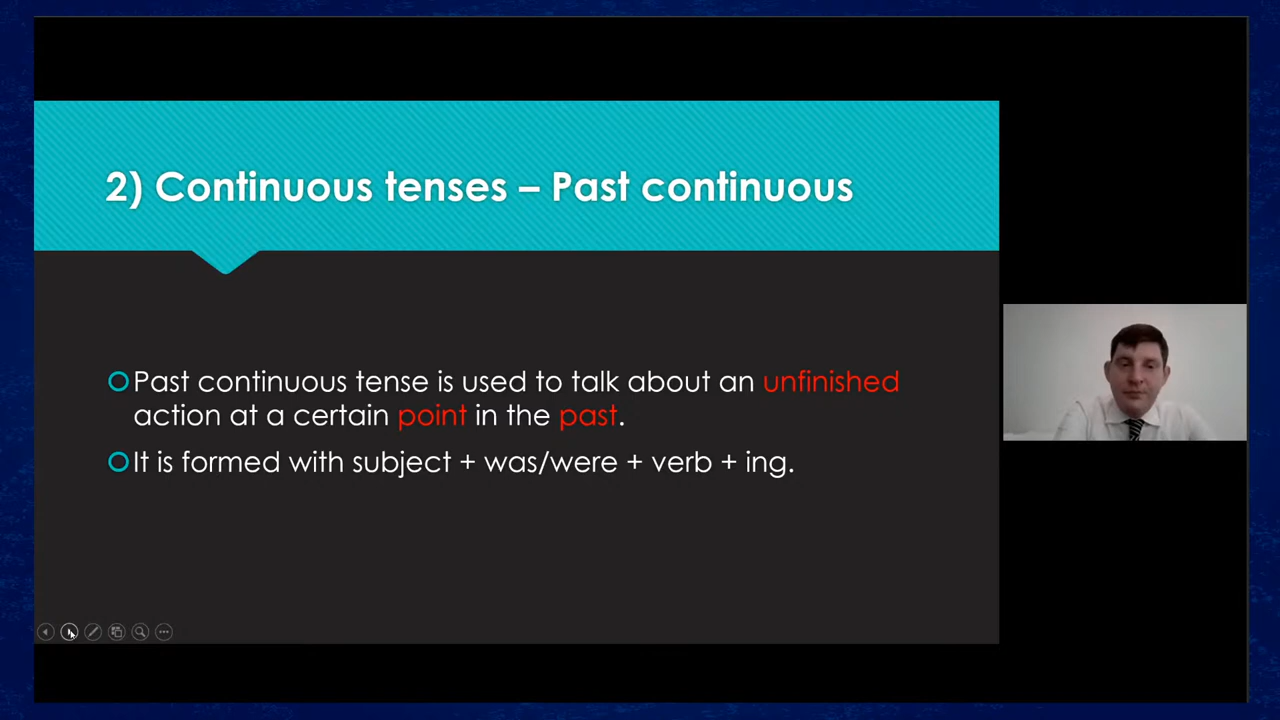 2) Continuous tenses – Past continuous
Past continuous tense is used to talk about an unfinished
action at a certain point in the past.
It is formed with subject + was/were + verb + ing.